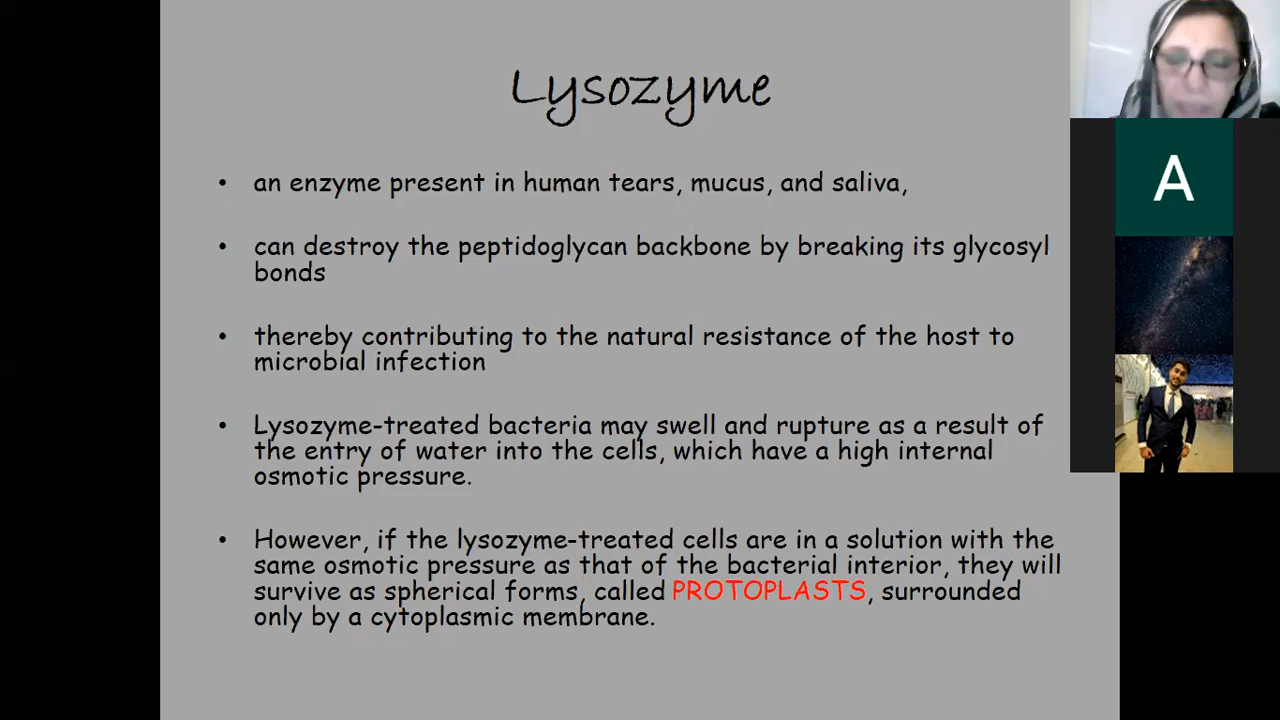 Lysozyme
• an enzyme present in human tears, mucus, and saliva,
• can destroy the peptidoglycan backbone by breaking its glycosyl
bonds
• thereby contributing to the natural resistance of the host to
microbial infection
• Lysozyme-treated bacteria may swell and rupture as a result of
the entry of water into the cells, which have a high internal
osmotic pressure.
• However, if the lysozyme-treated cells are in a solution with the
same osmotic pressure as that of the bacterial interior, they will
survive as spherical forms, called PROTOPLASTS, surrounded
only by a cytoplasmic membrane.
A